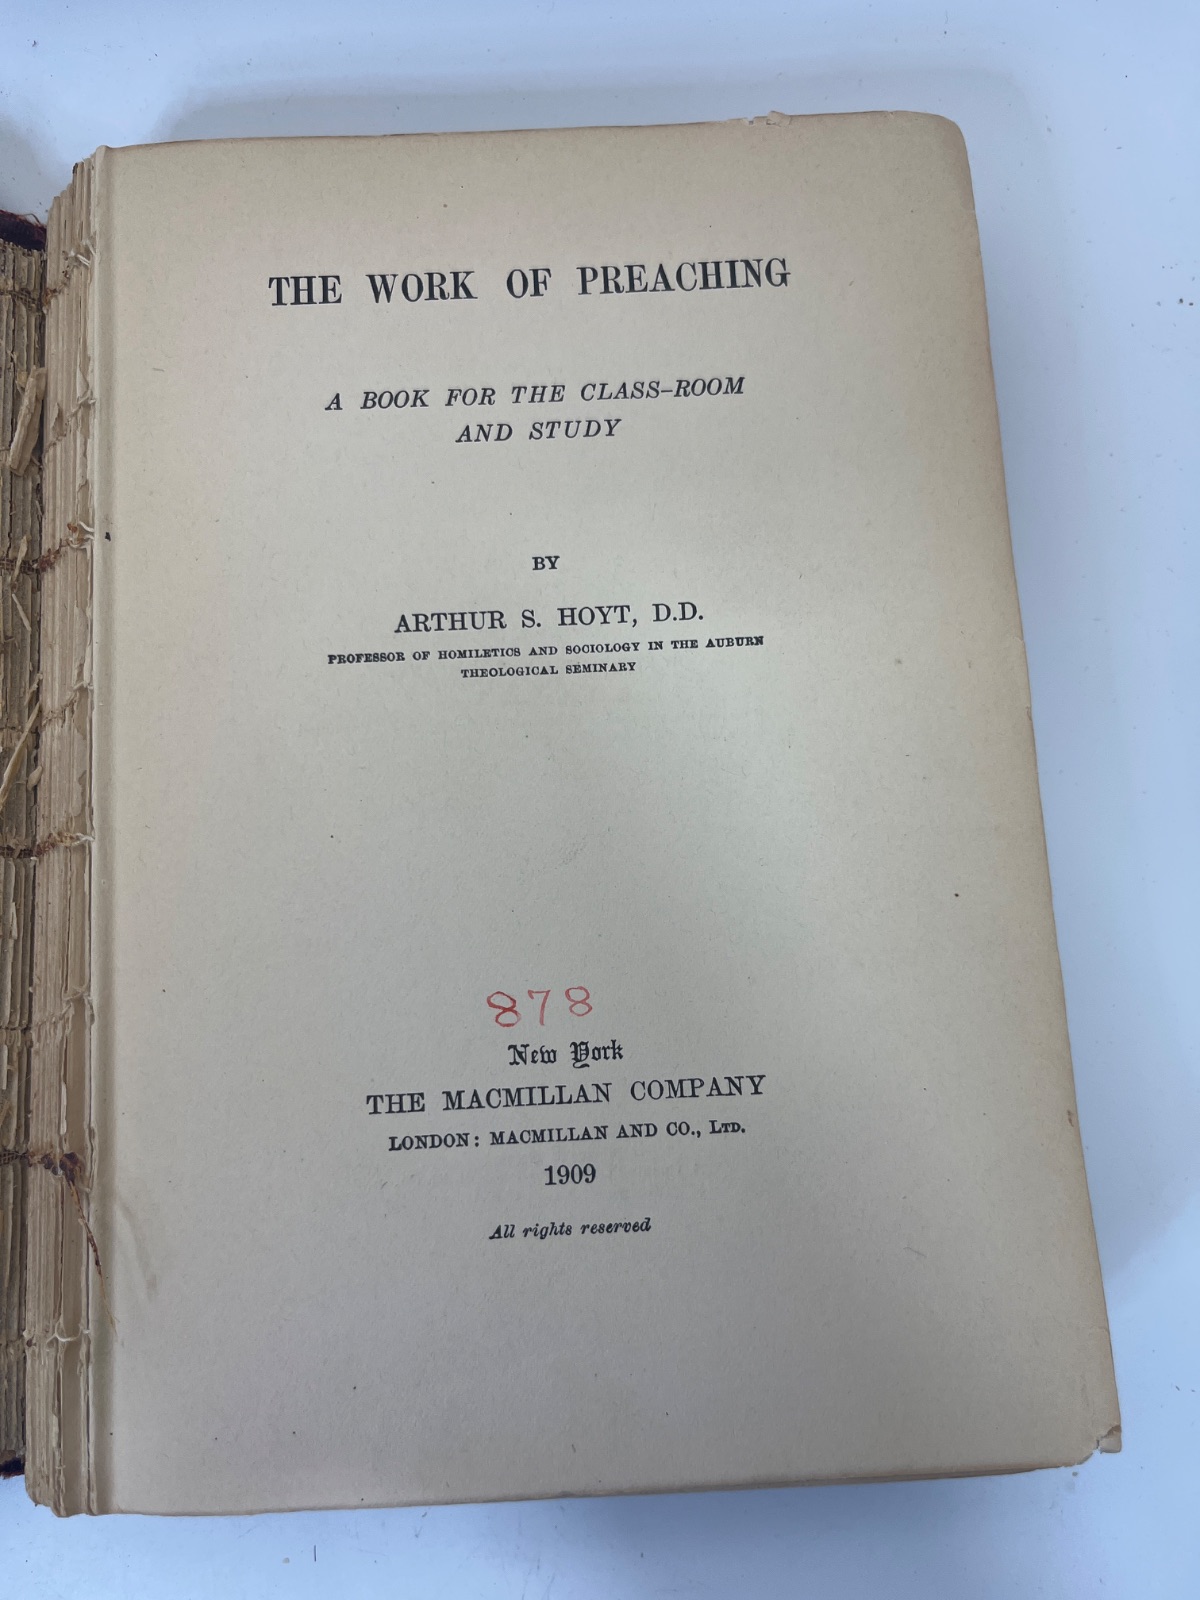 THE WORK OF PREACHING
A BOOK FOR THE CLASS-ROOM
AND STUDY
BY
ARTHUR S. HOYT, D.D.
PROFESSOR OF HOMILETICS AND SOCIOLOGY IN THE AUBURN
THEOLOGICAL SEMINARY
878
New York
THE MACMILLAN COMPANY
LONDON: MACMILLAN AND CO., LTD.
1909
All rights reserved